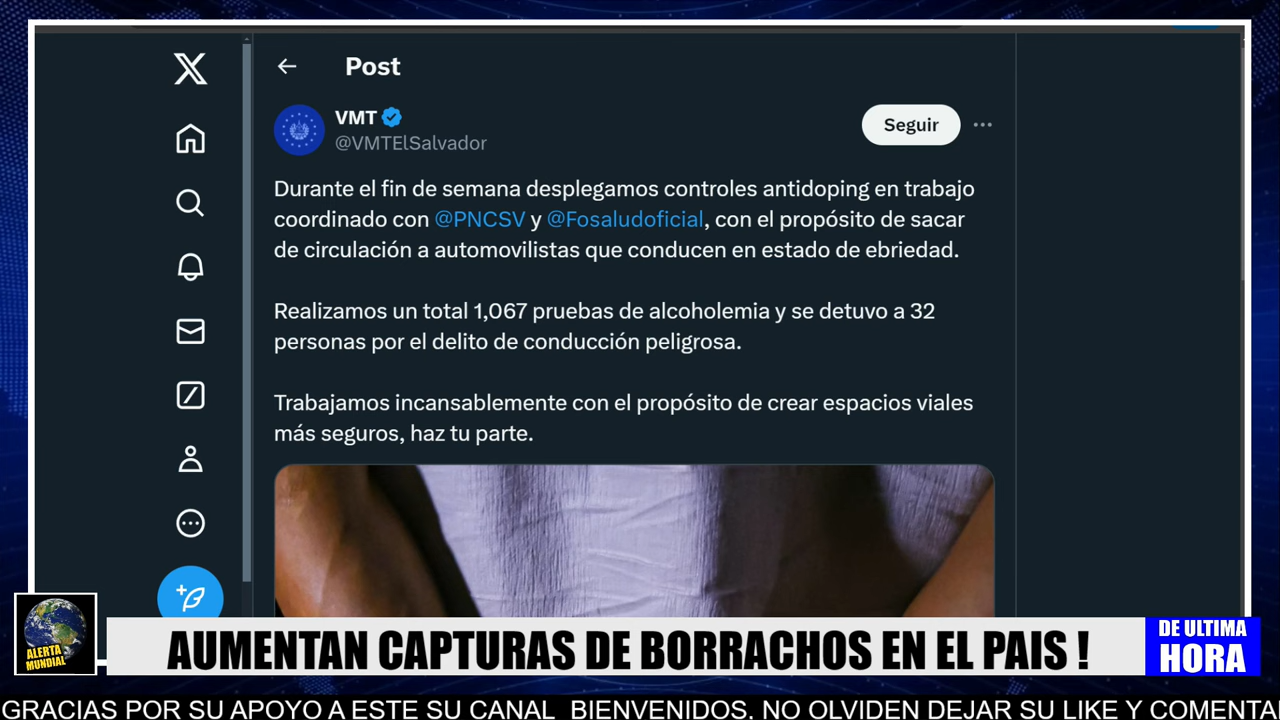 Post
VMT
@VMTElSalvador
Seguir
Durante el fin de semana desplegamos controles antidoping en trabajo
coordinado con @PNCSV y @Fosaludoficial, con el propósito de sacar
de circulación a automovilistas que conducen en estado de ebriedad.
Realizamos un total 1,067 pruebas de alcoholemia y se detuvo a 32
personas por el delito de conducción peligrosa.
Trabajamos incansablemente con el propósito de crear espacios viales
más seguros, haz tu parte.
ALERTA
MUNDIAL
AUMENTAN CAPTURAS DE BORRACHOS EN EL PAIS !
DE ULTIMA
HORA
GRACIAS POR SU APOYO A ESTE SU CANAL BIENVENIDOS, NO OLVIDEN DEJAR SU LIKE Y COMENTA